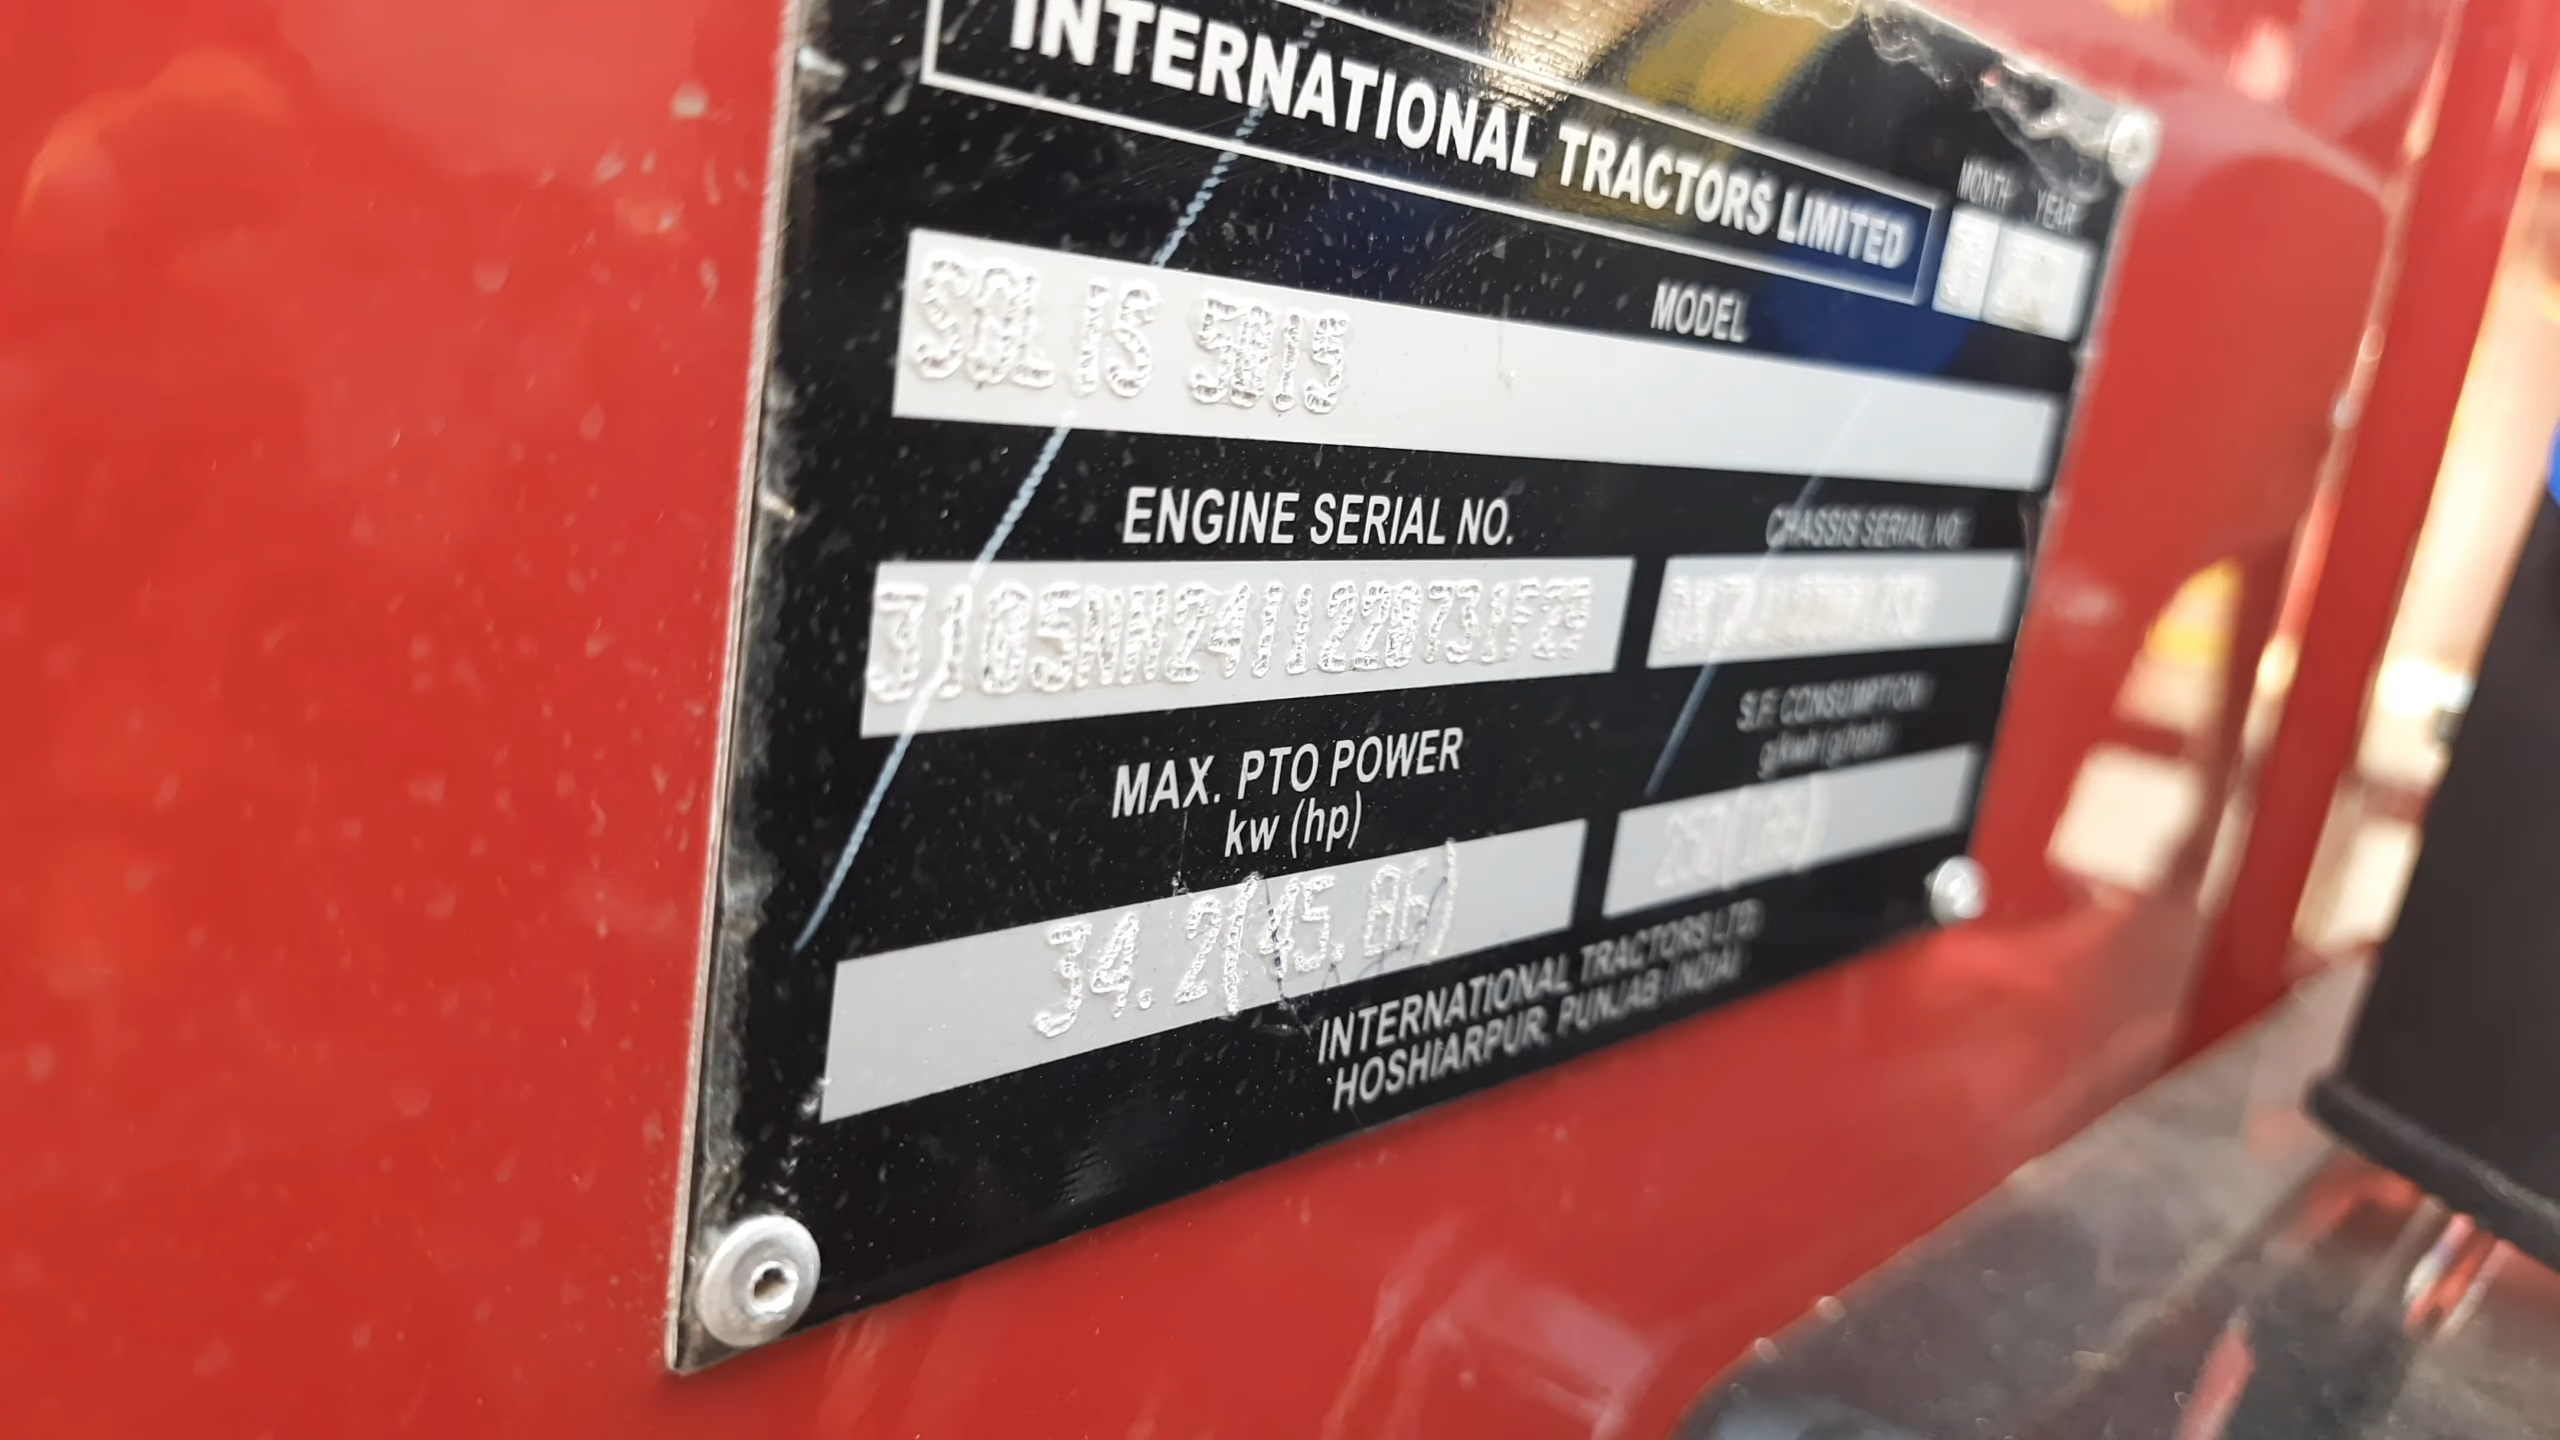 INTERNATIONAL TRACTORS LIMITED
MONTH YEAR
MODEL
SOLIS 5015
ENGINE SERIAL NO.
CHASSIS SERIAL NO.
3105NH2411220731F29
MAX. PTO POWER
kw (hp)
S.F. CONSUMPTION
34.2(45.86)
INTERNATIONAL TRACTORS LTD.
HOSHIARPUR, PUNJAB (INDIA)